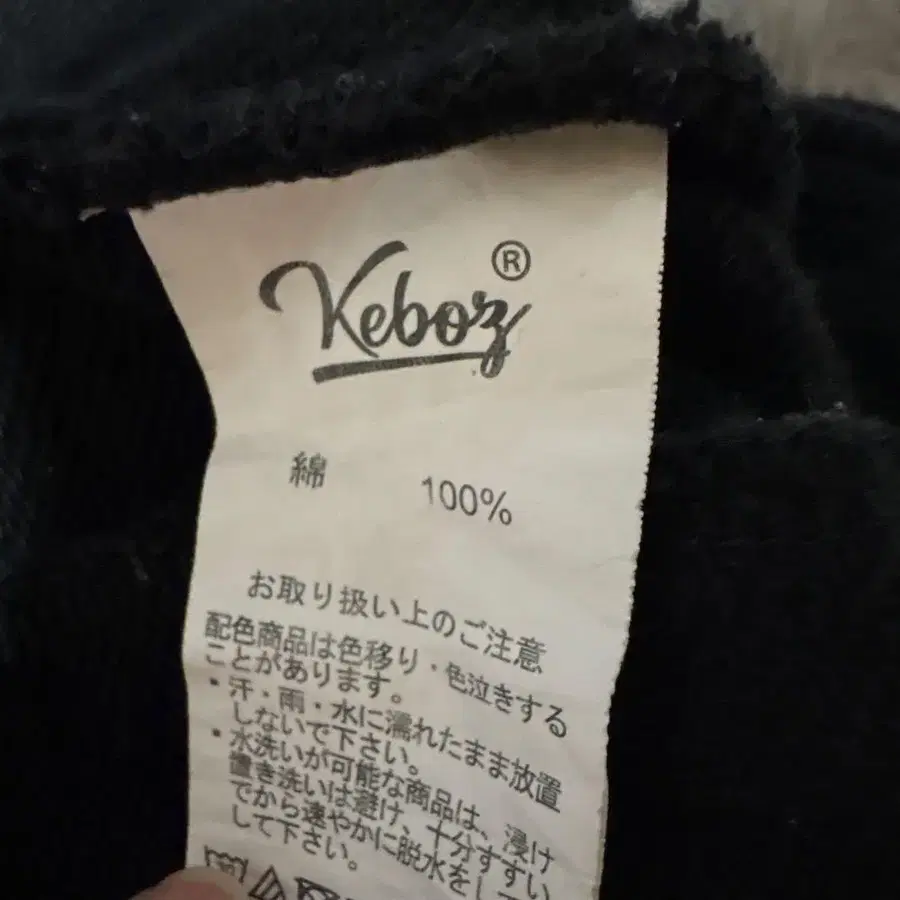 Keboz®
綿 100%
お取り扱い上のご注意
配色商品は色移り・色泣きする
ことがあります。
・汗・雨・水に濡れたまま放置
しないで下さい。
・水洗いが可能な商品は、浸け
置き洗いは避け、十分すすい
でから速やかに脱水をして
して下さい。